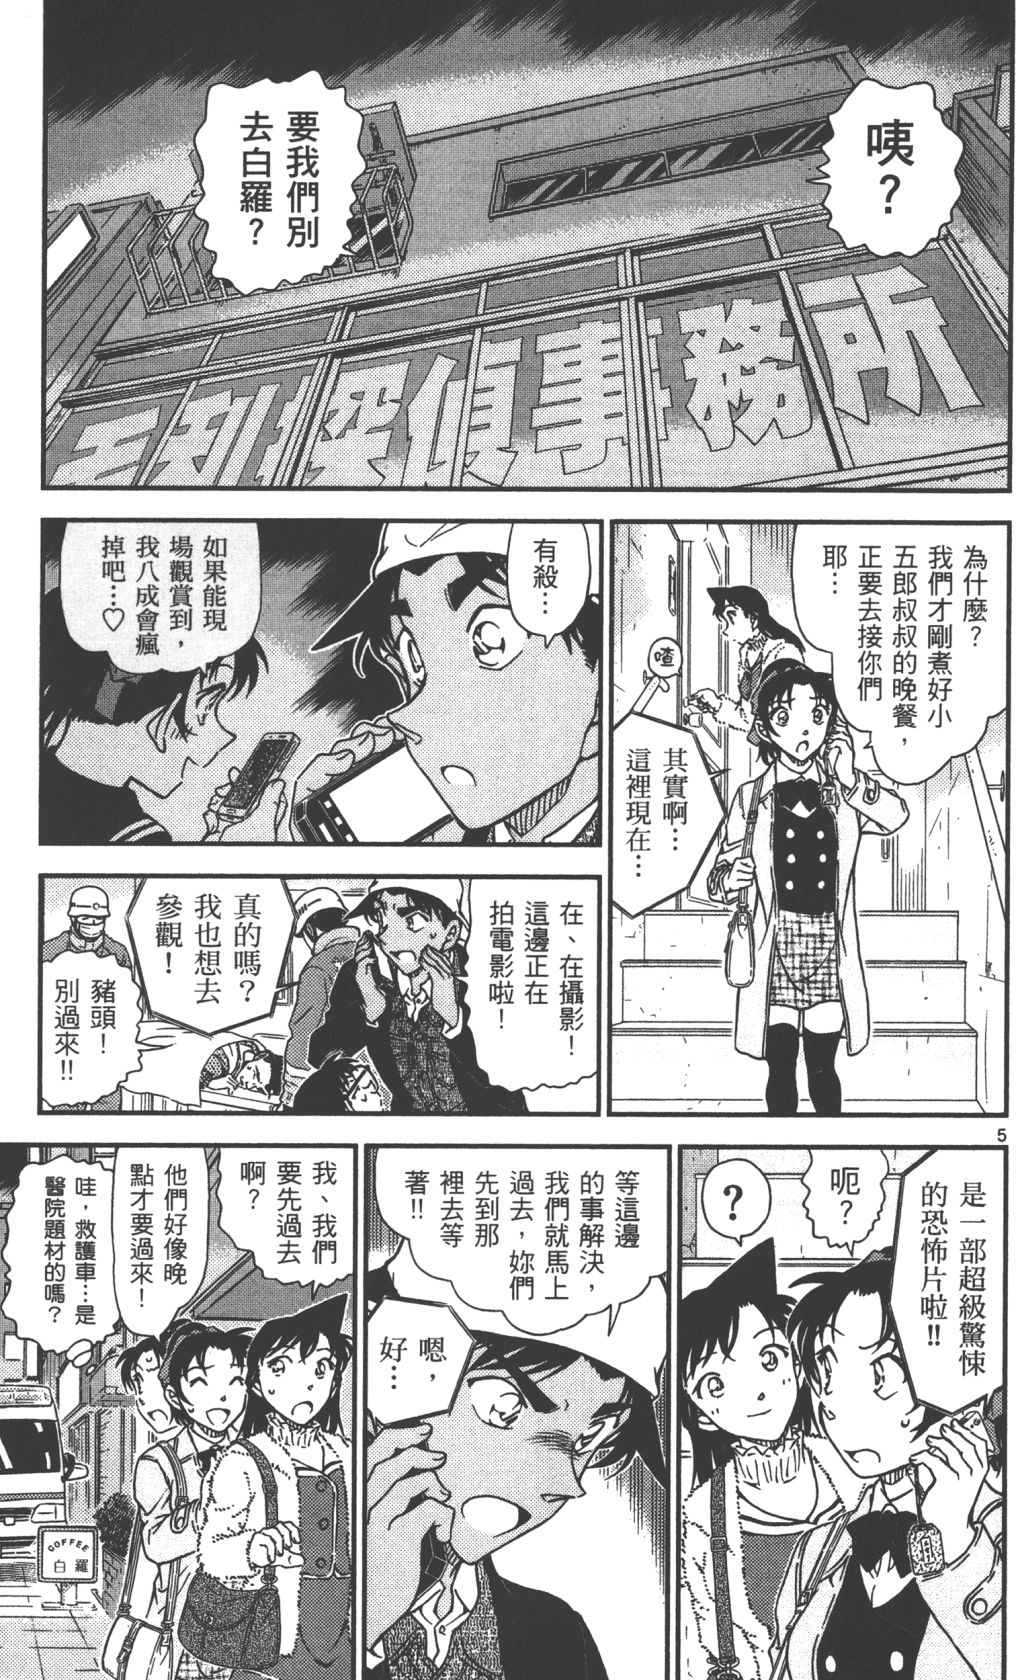 咦?
要我們別
去白羅?
毛利偵探事務所
為什麼?
我們才剛煮好小
五郎叔叔的晚餐,
正要去接你們
耶…
喳
其實啊…
這裡現在…
有殺…
如果能現
場觀賞到,
我八成會瘋
掉吧…♡
在、在攝影!
這邊正在
拍電影啦!
真的嗎?
我也想去
參觀!
豬頭!
別過來!!
5
是一部超級驚悚
的恐怖片啦!!
呃?
?
等這邊
的事解決,
我們就馬上
過去,妳們
先到那
裡去等
著!!
嗯,
好…
我、我們
要先過去
啊?
他們好像晚
點才要過來!
哇,救護車…是
醫院題材的嗎?
COFFEE
白羅